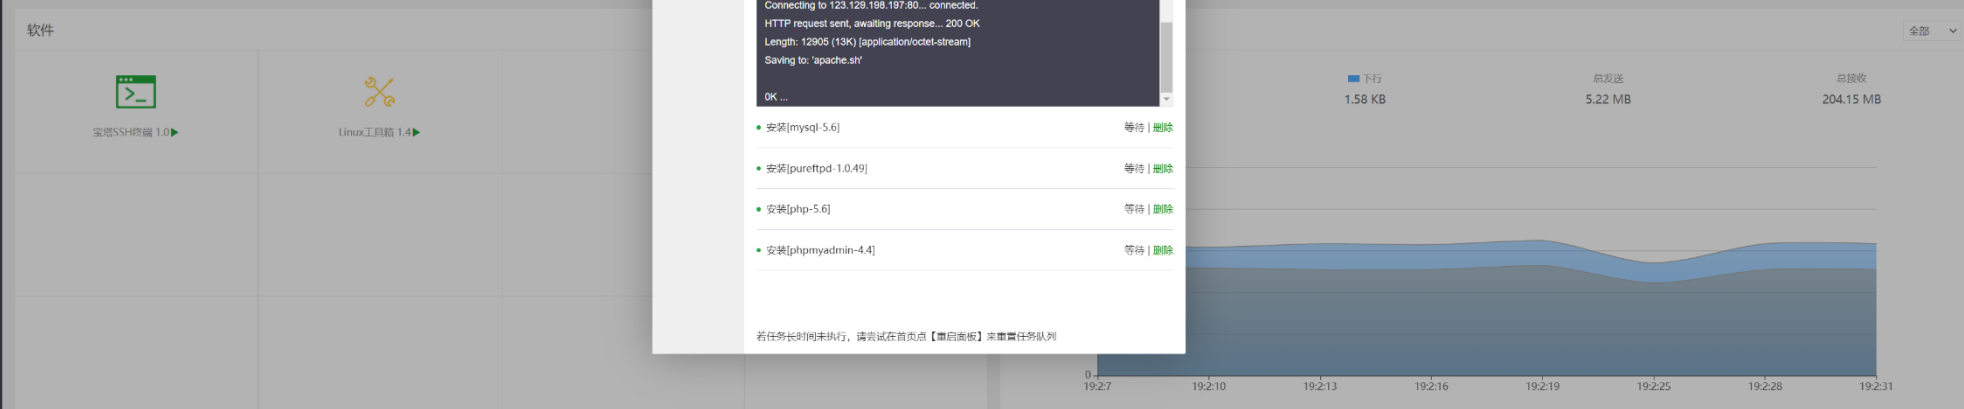 软件
宝塔SSH终端 1.0
Linux工具箱 1.4
Connecting to 123.129.198.197:80... connected.
HTTP request sent, awaiting response... 200 OK
Length: 12905 (13K) [application/octet-stream]
Saving to: 'apache.sh'
0K ...
安装[mysql-5.6] 等待 | 删除
安装[pureftpd-1.0.49] 等待 | 删除
安装[php-5.6] 等待 | 删除
安装[phpmyadmin-4.4] 等待 | 删除
若任务长时间未执行，请尝试在首页点【重启面板】来重置任务队列
全部
下行 总发送 总接收
1.58 KB 5.22 MB 204.15 MB
0
19:2:7 19:2:10 19:2:13 19:2:16 19:2:19 19:2:25 19:2:28 19:2:31